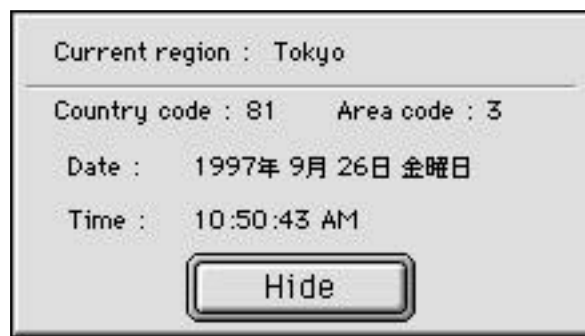 Current region : Tokyo
Country code : 81 Area code : 3
Date : 1997年 9月 26日 金曜日
Time : 10:50:43 AM
Hide